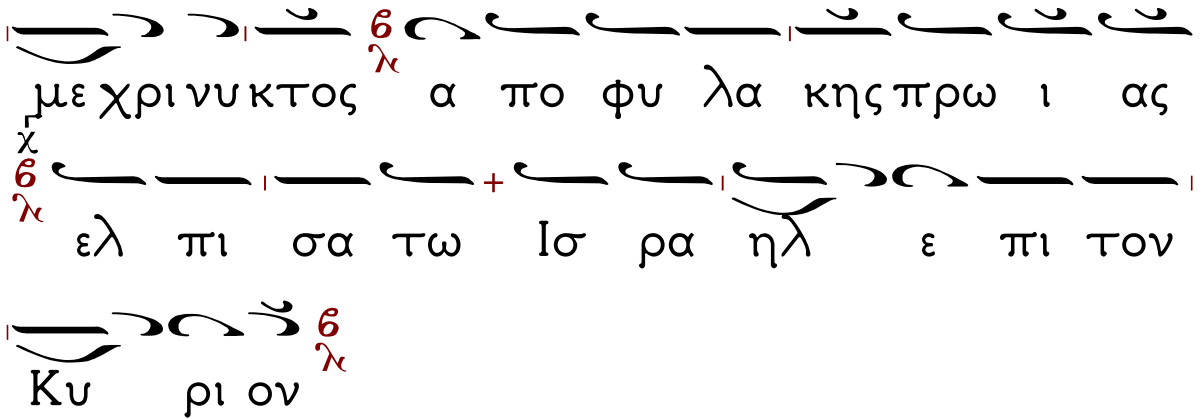 με χρι νυ κτος α πο φυ λα κης πρω ι ας
χ
ελ πι σα τω Ισ ρα ηλ ε πι τον
Κυ ρι ον